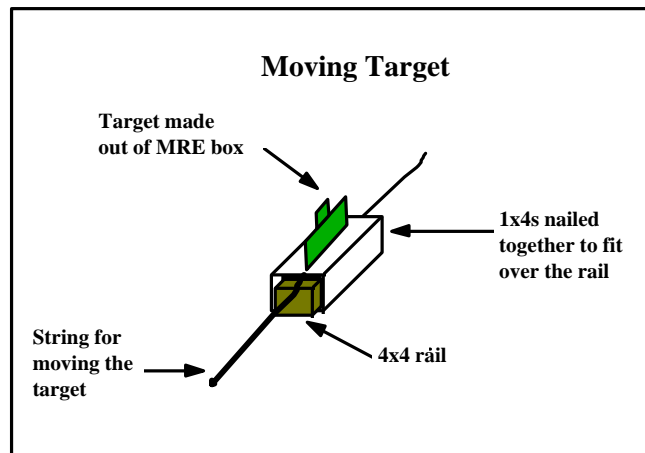 Moving Target
Target made
out of MRE box
1x4s nailed
together to fit
over the rail
String for
moving the
target
4x4 rail